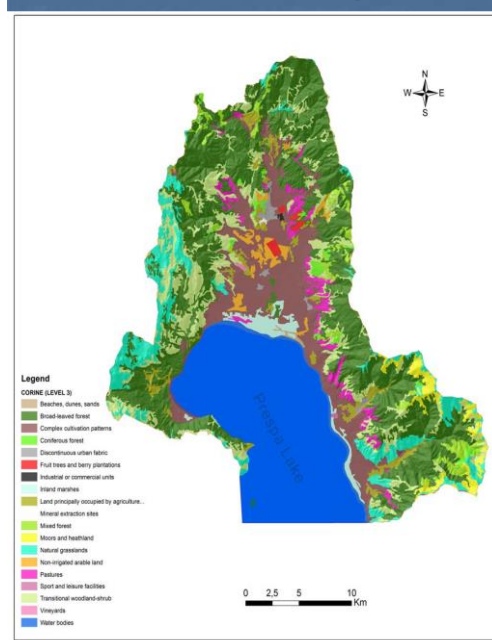 N
W E
S
Prespa Lake
Legend
CORINE (LEVEL 3)
Beaches, dunes, sands
Broad-leaved forest
Complex cultivation patterns
Coniferous forest
Discontinuous urban fabric
Fruit trees and berry plantations
Industrial or commercial units
Inland marshes
Land principally occupied by agriculture...
Mineral extraction sites
Mixed forest
Moors and heathland
Natural grasslands
Non-irrigated arable land
Pastures
Sport and leisure facilities
Transitional woodland-shrub
Vineyards
Water bodies
0 2,5 5 10
Km